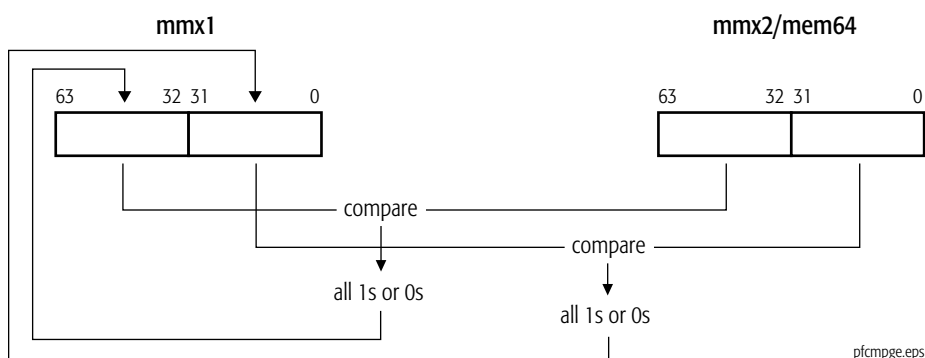 mmx1 mmx2/mem64
63 32 31 0 63 32 31 0
compare
compare
all 1s or 0s
all 1s or 0s
pfcmpge.eps